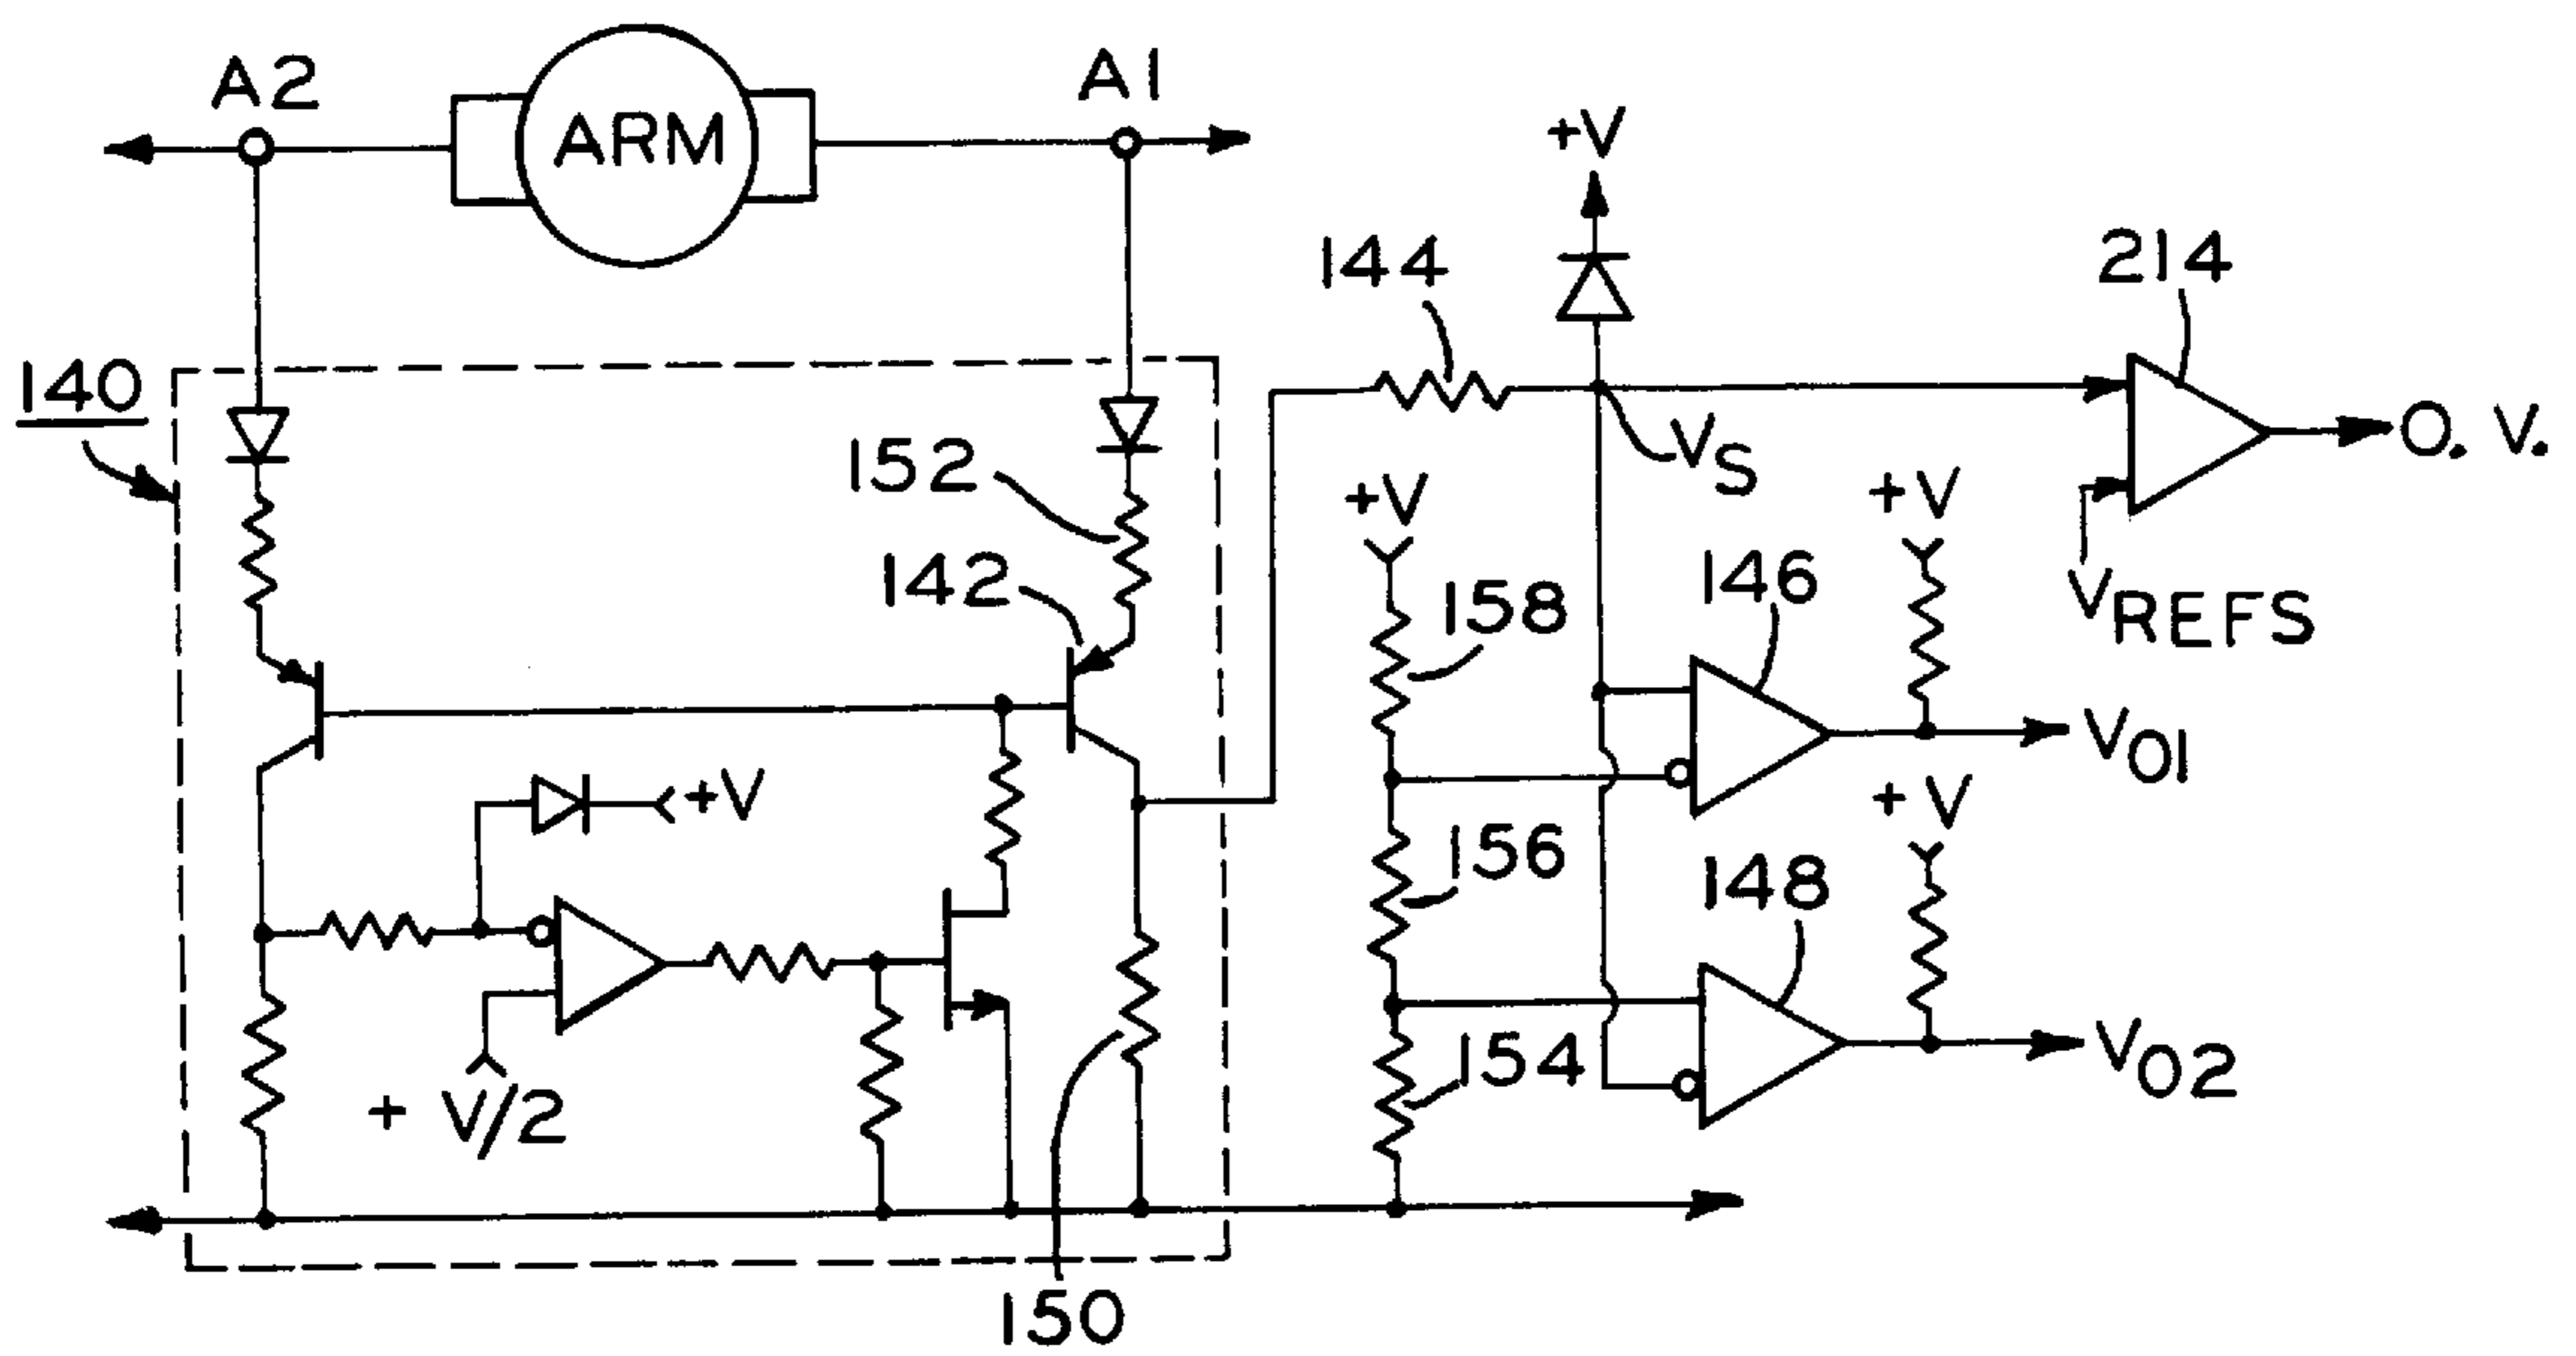 A2
ARM
A1
+V
144
214
140
O. V.
152
VS
+V
+V
142
158
146
VREFS
V01
+V
+V
156
148
154
V02
+ V/2
150